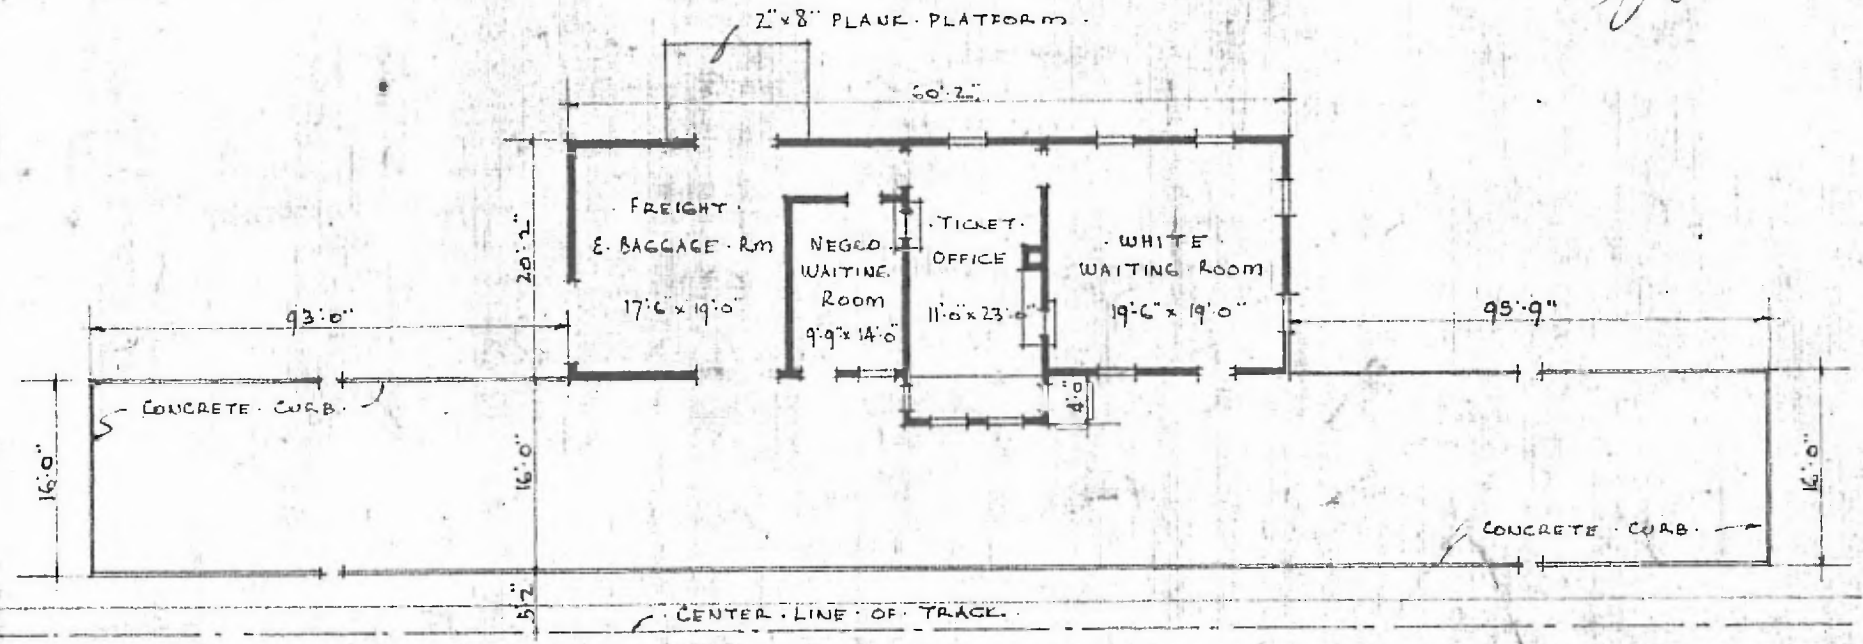 2"x8" PLANK · PLATFORM ·
60'-2"
20'-2"
· FREIGHT ·
& · BAGGAGE · RM
17'-6" x 19'-0"
NEGRO
WAITING
ROOM
9'-9" x 14'-0"
· TICKET ·
OFFICE
11'-0" x 23'-0"
· WHITE ·
WAITING · ROOM
19'-6" x 19'-0"
93'-0"
95'-9"
4'-0"
CONCRETE · CURB ·
16'-0"
16'-0"
16'-0"
CONCRETE · CURB ·
5'-2"
· CENTER · LINE · OF · TRACK ·